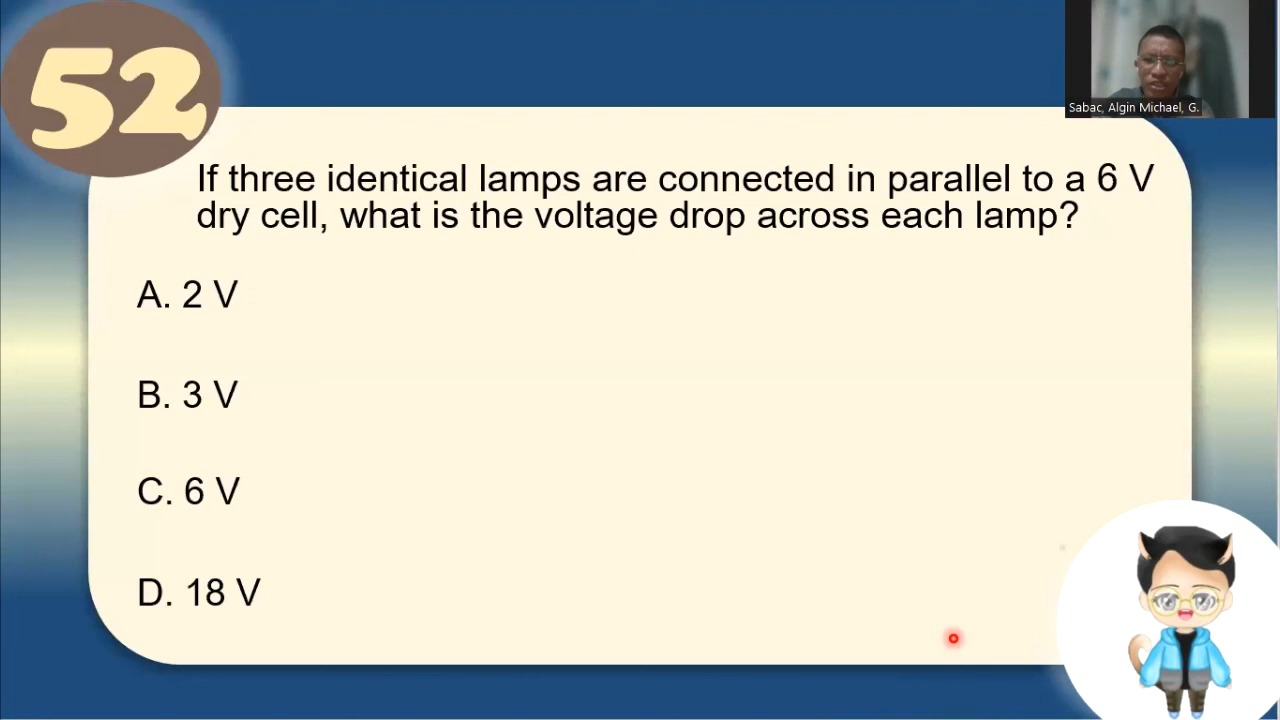 52
Sabac, Algin Michael, G.
If three identical lamps are connected in parallel to a 6 V
dry cell, what is the voltage drop across each lamp?
A. 2 V
B. 3 V
C. 6 V
D. 18 V